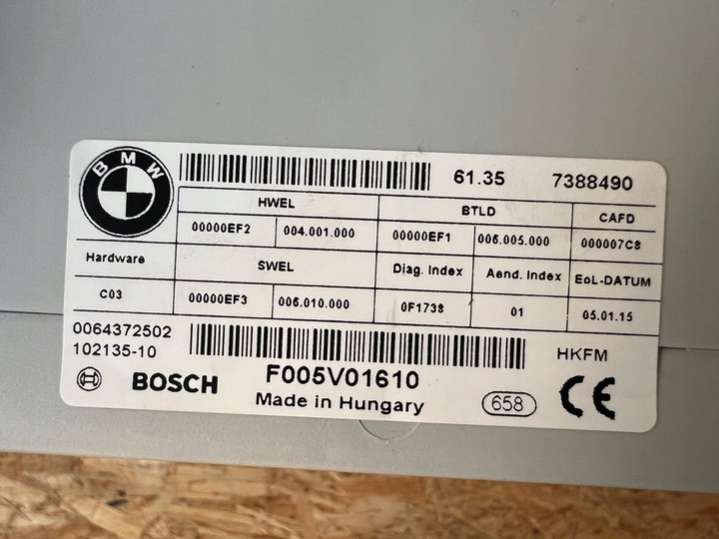 BMW
61.35 7388490
HWEL BTLD CAFD
00000EF2 004.001.000 00000EF1 006.005.000 000007C8
Hardware SWEL Diag. Index Aend. Index EoL-DATUM
C03 00000EF3 006.010.000 0F1738 01 05.01.15
0064372502
102135-10 HKFM
BOSCH F005V01610
Made in Hungary 658 CE